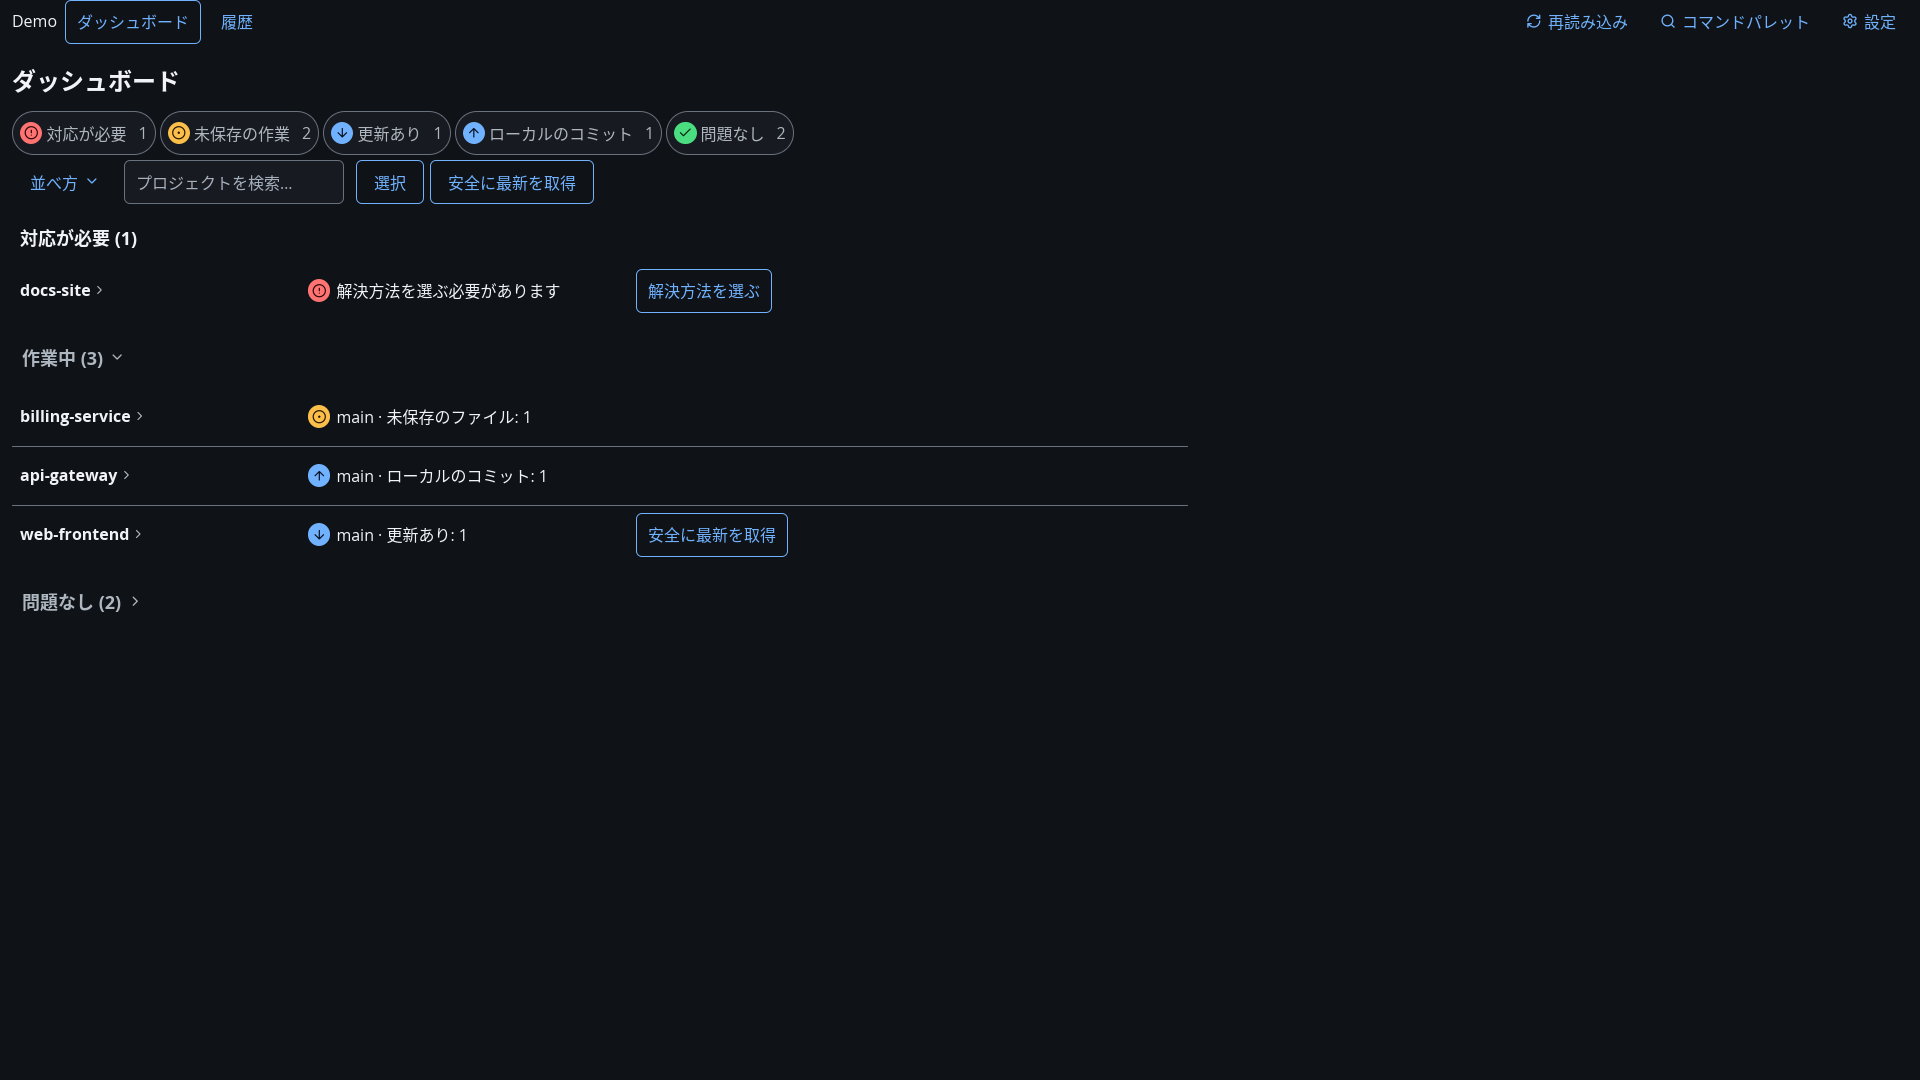 Demo ダッシュボード 履歴 再読み込み コマンドパレット 設定
ダッシュボード
対応が必要 1 未保存の作業 2 更新あり 1 ローカルのコミット 1 問題なし 2
並べ方 プロジェクトを検索... 選択 安全に最新を取得
対応が必要 (1)
docs-site 解決方法を選ぶ必要があります 解決方法を選ぶ
作業中 (3)
billing-service main · 未保存のファイル: 1
api-gateway main · ローカルのコミット: 1
web-frontend main · 更新あり: 1 安全に最新を取得
問題なし (2)